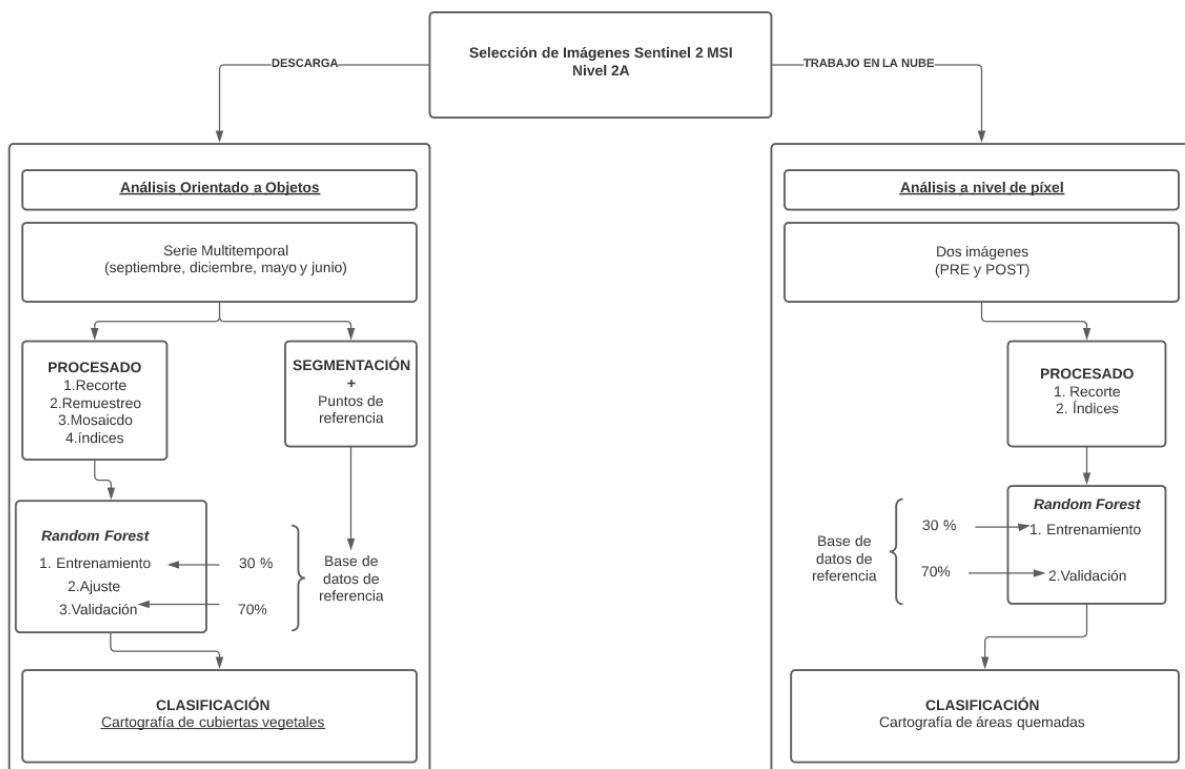 Selección de Imágenes Sentinel 2 MSI
Nivel 2A
DESCARGA
TRABAJO EN LA NUBE
Análisis Orientado a Objetos
Serie Multitemporal
(septiembre, diciembre, mayo y junio)
PROCESADO
1.Recorte
2.Remuestreo
3.Mosaicdo
4.índices
SEGMENTACIÓN
+
Puntos de
referencia
Random Forest
1. Entrenamiento
2.Ajuste
3.Validación
30 %
70%
Base de
datos de
referencia
CLASIFICACIÓN
Cartografía de cubiertas vegetales
Análisis a nivel de píxel
Dos imágenes
(PRE y POST)
PROCESADO
1. Recorte
2. Índices
Base de
datos de
referencia
30 %
70%
Random Forest
1. Entrenamiento
2.Validación
CLASIFICACIÓN
Cartografía de áreas quemadas